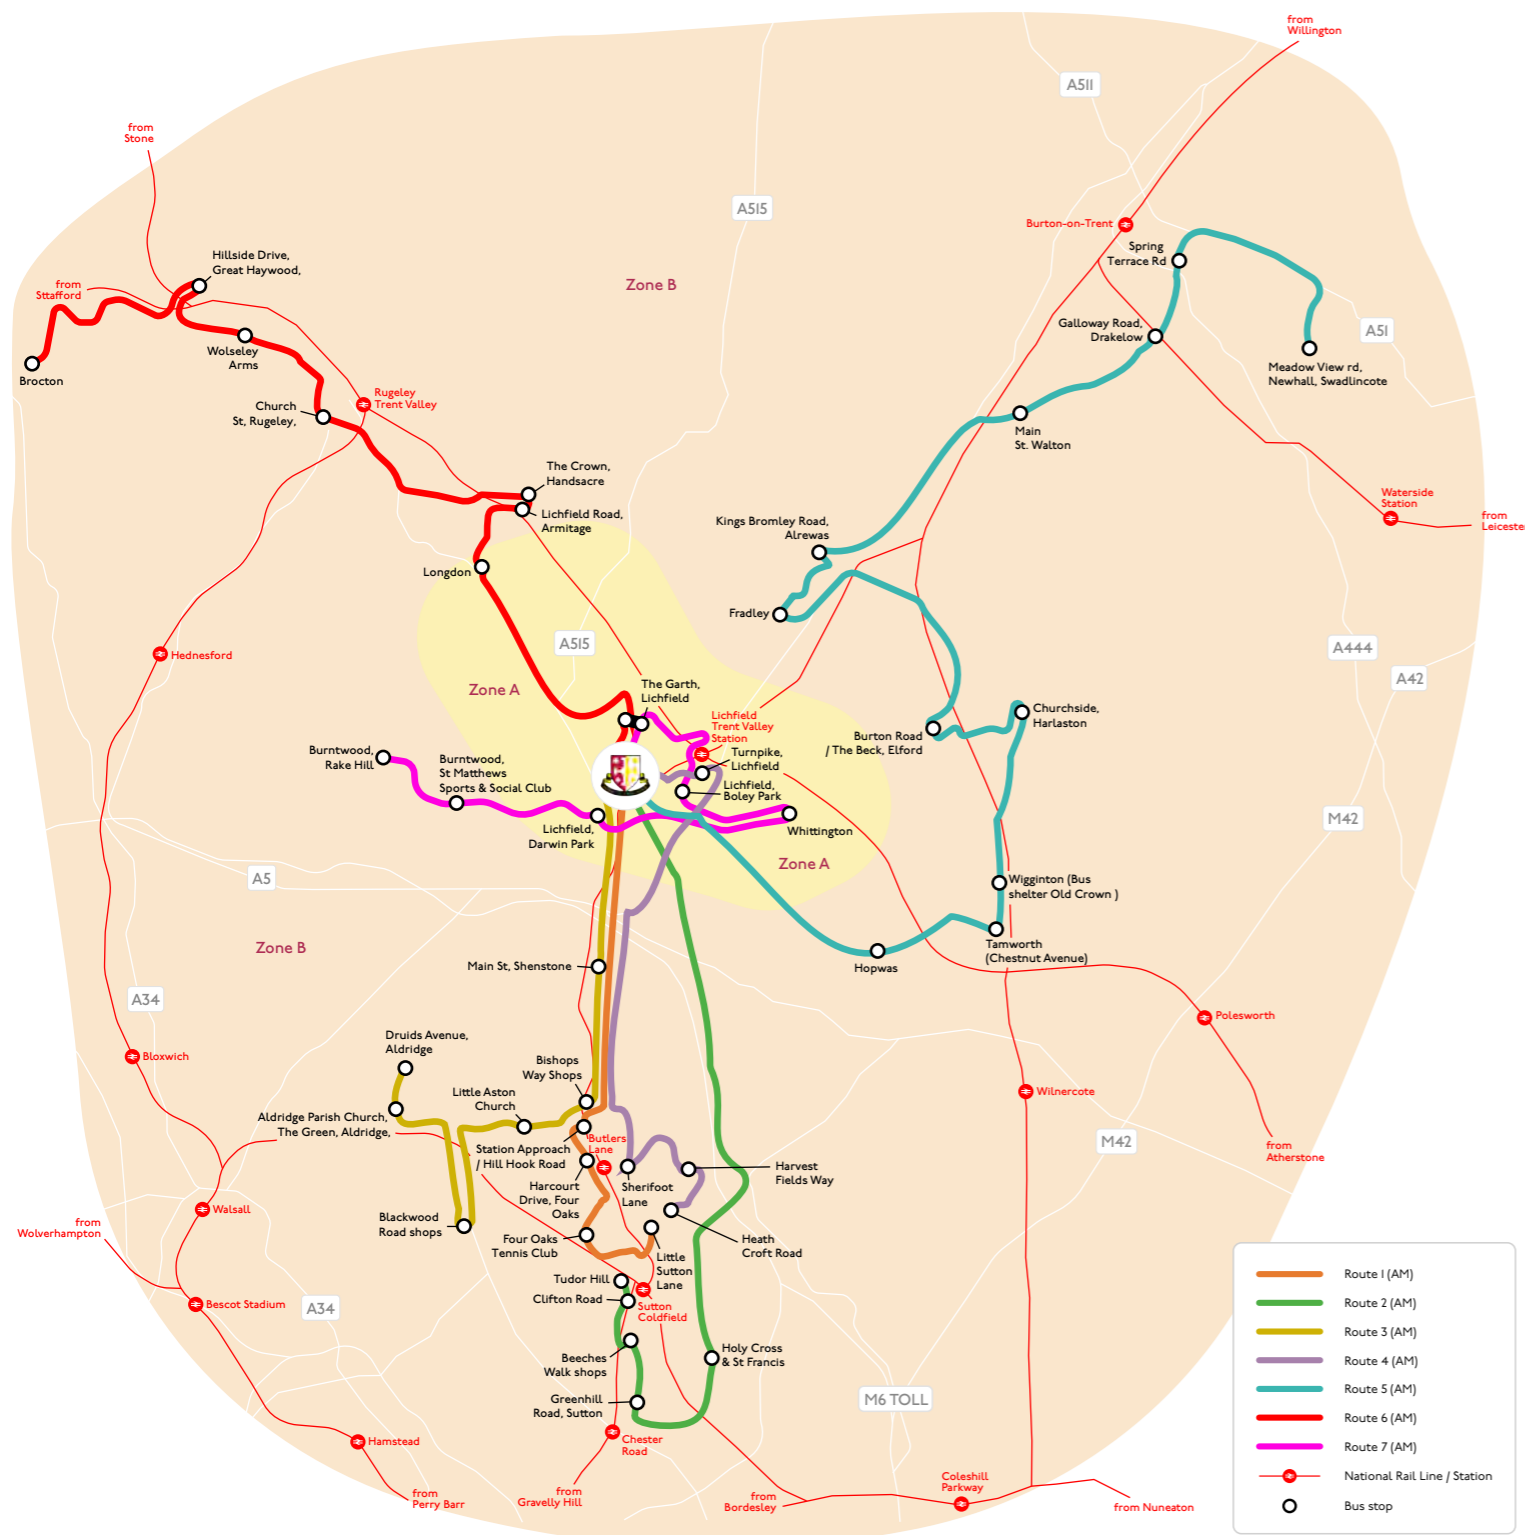 from
Willington
A511
from
Stone
A515
Burton-on-Trent
Spring
Terrace Rd
Hillside Drive,
Great Haywood,
from
Sttafford
Zone B
Galloway Road,
Drakelow
A51
Wolseley
Arms
Brocton
Meadow View rd,
Newhall, Swadlincote
Rugeley
Trent Valley
Church
St, Rugeley,
Main
St. Walton
The Crown,
Handsacre
Lichfield Road,
Armitage
Waterside
Station
from
Leicester
Kings Bromley Road,
Alrewas
Longdon
Fradley
A515
Hednesford
A444
A42
Zone A
The Garth,
Lichfield
Lichfield
Trent Valley
Station
Churchside,
Harlaston
Burton Road
/ The Beck, Elford
Burntwood,
Rake Hill
Burntwood,
St Matthews
Sports & Social Club
Turnpike,
Lichfield
Lichfield,
Boley Park
Lichfield,
Darwin Park
Whittington
M42
Zone A
A5
Wigginton (Bus
shelter Old Crown )
Zone B
Tamworth
(Chestnut Avenue)
Hopwas
Main St, Shenstone
A34
Polesworth
Druids Avenue,
Aldridge
Bloxwich
Bishops
Way Shops
Wilnercote
Little Aston
Church
Aldridge Parish Church,
The Green, Aldridge,
Station Approach
/ Hill Hook Road
Butlers
Lane
M42
from
Atherstone
Harcourt
Drive, Four
Oaks
Sherifoot
Lane
Harvest
Fields Way
Walsall
from
Wolverhampton
Blackwood
Road shops
Four Oaks
Tennis Club
Little
Sutton
Lane
Heath
Croft Road
Tudor Hill
Clifton Road
Sutton
Coldfield
Bescot Stadium
A34
Beeches
Walk shops
Holy Cross
& St Francis
Greenhill
Road, Sutton
M6 TOLL
Chester
Road
Hamstead
from
Perry Barr
from
Gravelly Hill
from
Bordesley
Coleshill
Parkway
from Nuneaton
Route 1 (AM)
Route 2 (AM)
Route 3 (AM)
Route 4 (AM)
Route 5 (AM)
Route 6 (AM)
Route 7 (AM)
National Rail Line / Station
Bus stop